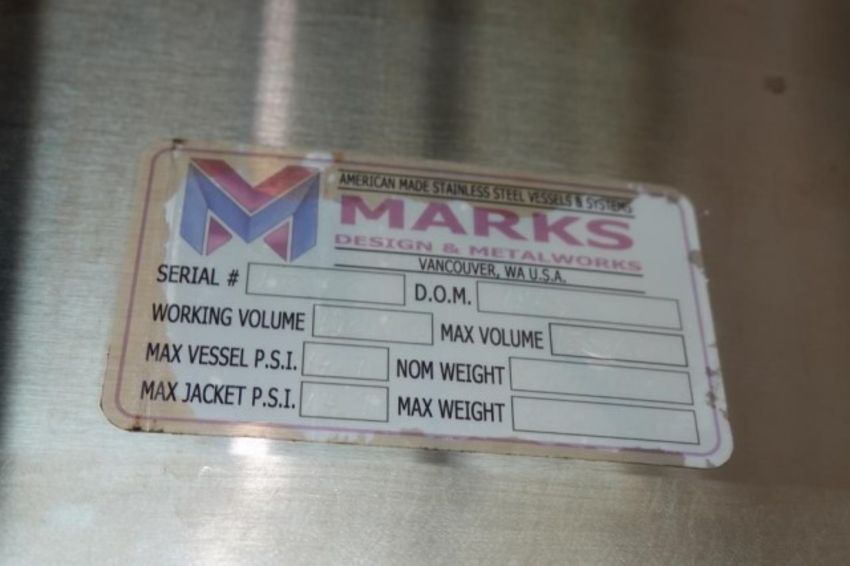 AMERICAN MADE STAINLESS STEEL VESSELS & SYSTEMS
MARKS
DESIGN & METALWORKS
VANCOUVER, WA U.S.A.
SERIAL # D.O.M.
WORKING VOLUME MAX VOLUME
MAX VESSEL P.S.I. NOM WEIGHT
MAX JACKET P.S.I. MAX WEIGHT